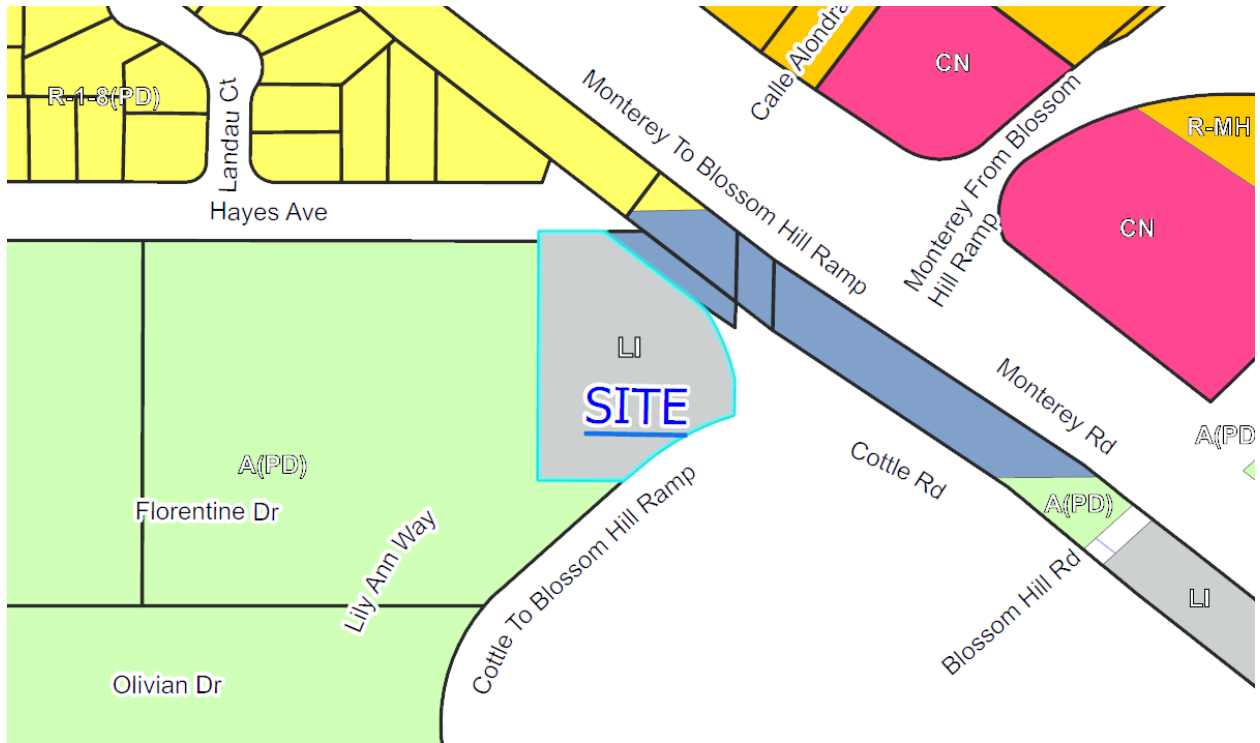 Calle Alondra
CN
R-1-8(PD)
Landau Ct
Monterey To Blossom Hill Ramp
R-MH
Hayes Ave
Monterey From Blossom
Hill Ramp
CN
LI
SITE
Monterey Rd
A(PD
A(PD)
Cottle Rd
Florentine Dr
A(PD)
Lily Ann Way
Cottle To Blossom Hill Ramp
Blossom Hill Rd
LI
Olivian Dr